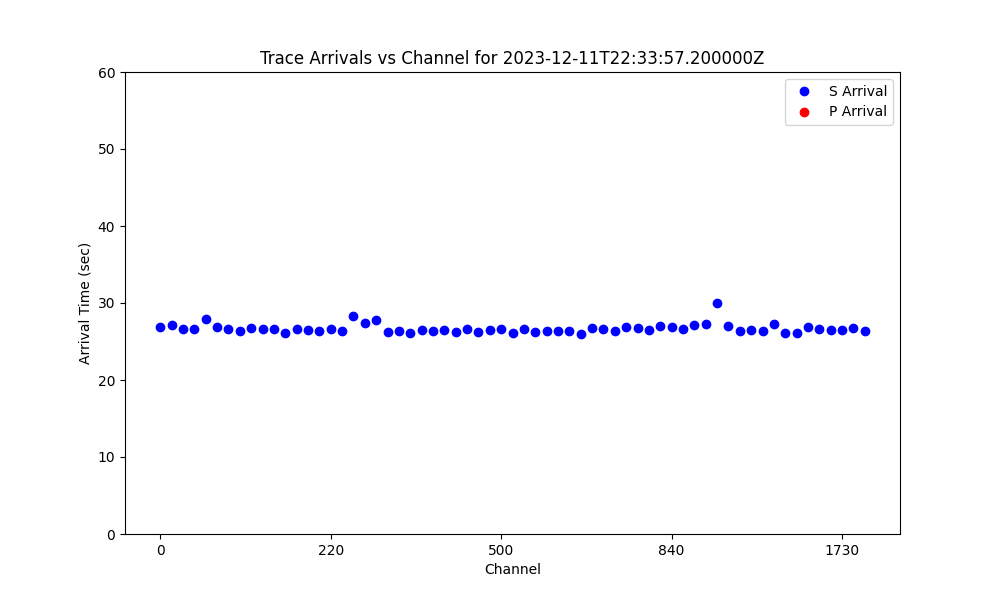 Trace Arrivals vs Channel for 2023-12-11T22:33:57.200000Z
S Arrival
P Arrival
60
50
40
30
20
10
0
Arrival Time (sec)
0 220 500 840 1730
Channel